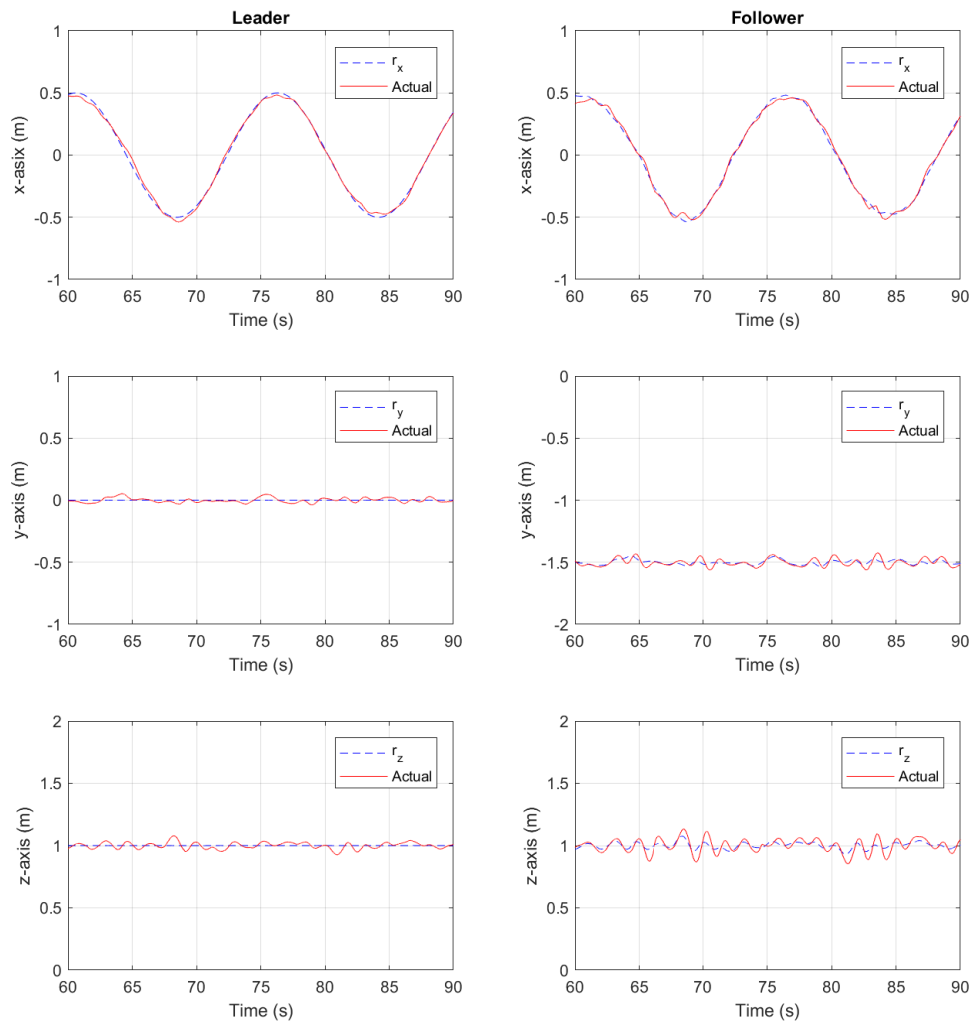 Leader
1
0.5
0
-0.5
-1
x-asix (m)
r_x
Actual
60 65 70 75 80 85 90
Time (s)
Follower
1
0.5
0
-0.5
-1
x-asix (m)
r_x
Actual
60 65 70 75 80 85 90
Time (s)
1
0.5
0
-0.5
-1
y-axis (m)
r_y
Actual
60 65 70 75 80 85 90
Time (s)
0
-0.5
-1
-1.5
-2
y-axis (m)
r_y
Actual
60 65 70 75 80 85 90
Time (s)
2
1.5
1
0.5
0
z-axis (m)
r_z
Actual
60 65 70 75 80 85 90
Time (s)
2
1.5
1
0.5
0
z-axis (m)
r_z
Actual
60 65 70 75 80 85 90
Time (s)